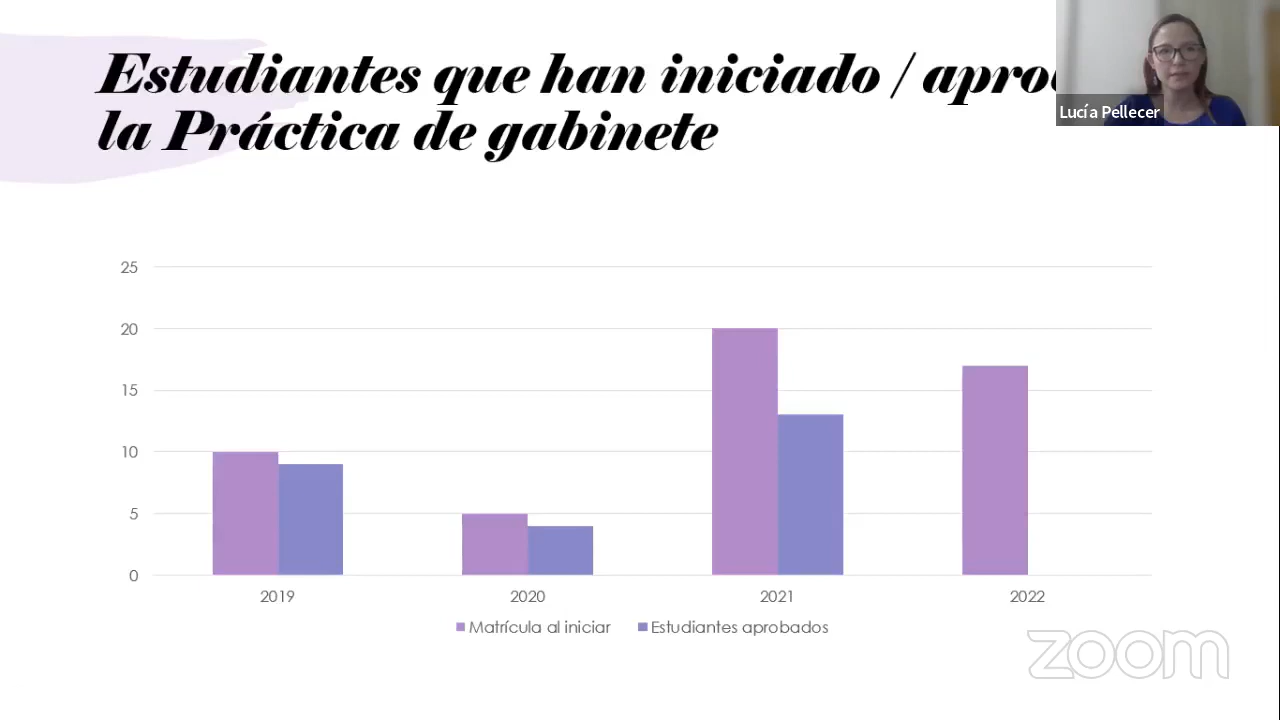 Estudiantes que han iniciado /
la Práctica de gabinete
Lucía Pellecer
25
20
15
10
5
0
2019
2020
2021
2022
Matrícula al iniciar
Estudiantes aprobados
zoom